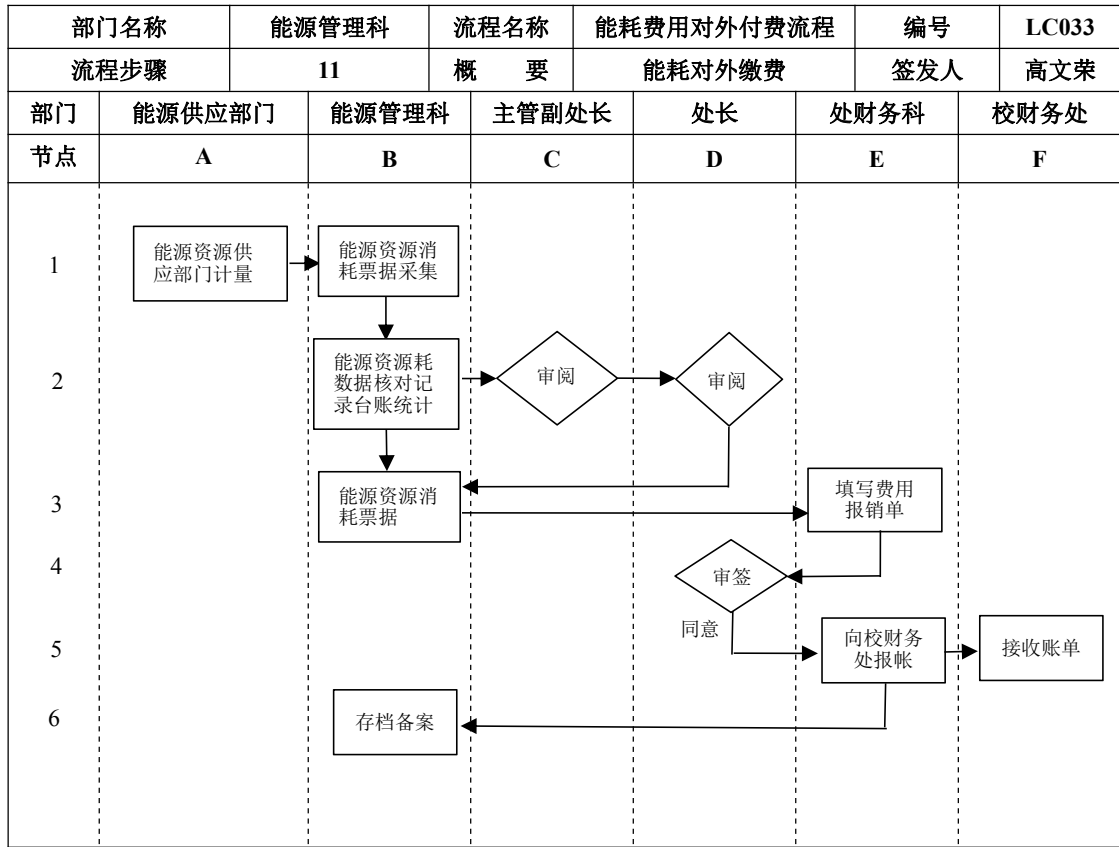 部门名称 能源管理科 流程名称 能耗费用对外付费流程 编号 LC033
流程步骤 11 概 要 能耗对外缴费 签发人 高文荣
部门 能源供应部门 能源管理科 主管副处长 处长 处财务科 校财务处
节点 A B C D E F
1
能源资源供
应部门计量
能源资源消
耗票据采集
2
能源资源耗
数据核对记
录台账统计
审阅
审阅
3
能源资源消
耗票据
填写费用
报销单
4
审签
同意
5
向校财务
处报帐
接收账单
6
存档备案